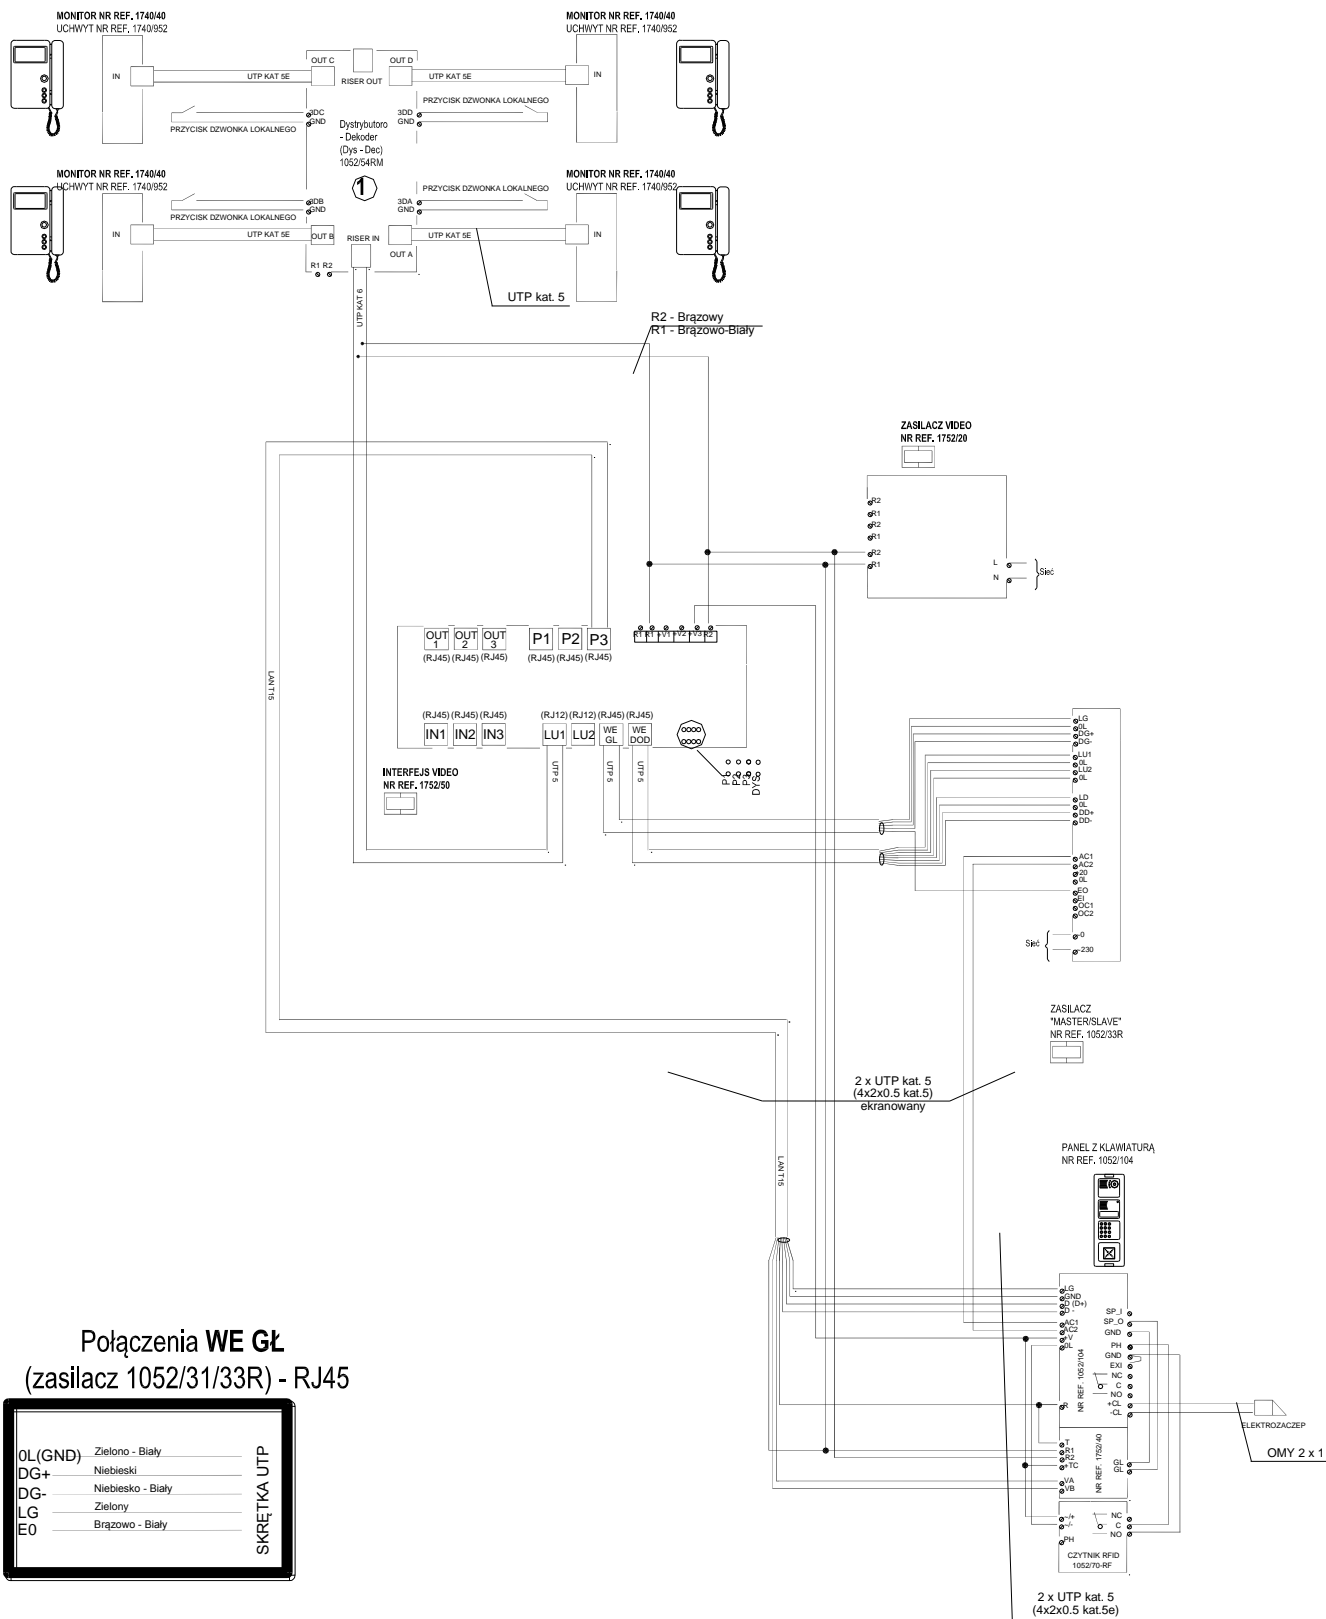 MONITOR NR REF. 1740/40
UCHWYT NR REF. 1740/952
MONITOR NR REF. 1740/40
UCHWYT NR REF. 1740/952
OUT C
OUT D
RISER OUT
IN
UTP KAT 5E
UTP KAT 5E
IN
3DC
GND
PRZYCISK DZWONKA LOKALNEGO
3DD
GND
PRZYCISK DZWONKA LOKALNEGO
Dystrybutoro
- Dekoder
(Dys - Dec)
1052/54RM
1
MONITOR NR REF. 1740/40
UCHWYT NR REF. 1740/952
MONITOR NR REF. 1740/40
UCHWYT NR REF. 1740/952
3DB
GND
PRZYCISK DZWONKA LOKALNEGO
3DA
GND
PRZYCISK DZWONKA LOKALNEGO
IN
UTP KAT 5E
OUT B
RISER IN
OUT A
UTP KAT 5E
IN
R1 R2
UTP KAT 6
UTP kat. 5
R2 - Brązowy
R1 - Brązowo-Biały
ZASILACZ VIDEO
NR REF. 1752/20
R2
R1
R2
R1
R2
R1
L
N
Sieć
OUT 1
OUT 2
OUT 3
P1
P2
P3
(RJ45) (RJ45) (RJ45)
(RJ45) (RJ45) (RJ45)
R1 R1 +V1 +V2 +V3 R2
LAN T15
(RJ45) (RJ45) (RJ45)
(RJ12) (RJ12) (RJ45) (RJ45)
IN1
IN2
IN3
LU1
LU2
WE GL
WE DOD
P1
P2
P3
DYS
INTERFEJS VIDEO
NR REF. 1752/50
UTP 5
UTP 5
UTP 5
LG
0L
DG+
DG-
LU1
0L
LU2
0L
LD
0L
DD+
DD-
AC1
AC2
+20
0L
EO
EI
OC1
OC2
-0
-230
Sieć
ZASILACZ
"MASTER/SLAVE"
NR REF. 1052/33R
2 x UTP kat. 5
(4x2x0.5 kat.5)
ekranowany
LAN T15
PANEL Z KLAWIATURĄ
NR REF. 1052/104
LG
GND
D (D+)
D -
AC1
AC2
+V
0L
R
NR REF. 1052/104
SP_I
SP_O
GND
PH
GND
EXI
NC
C
NO
+CL
-CL
ELEKTROZACZEP
OMY 2 x 1
T
R1
R2
+TC
VA
VB
NR REF. 1752/40
GL
GL
~/+
~/-
PH
NC
C
NO
CZYTNIK RFID
1052/70-RF
2 x UTP kat. 5
(4x2x0.5 kat.5e)
Połączenia WE GŁ
(zasilacz 1052/31/33R) - RJ45
0L(GND) Zielono - Biały
DG+ Niebieski
DG- Niebiesko - Biały
LG Zielony
E0 Brązowo - Biały
SKRĘTKA UTP